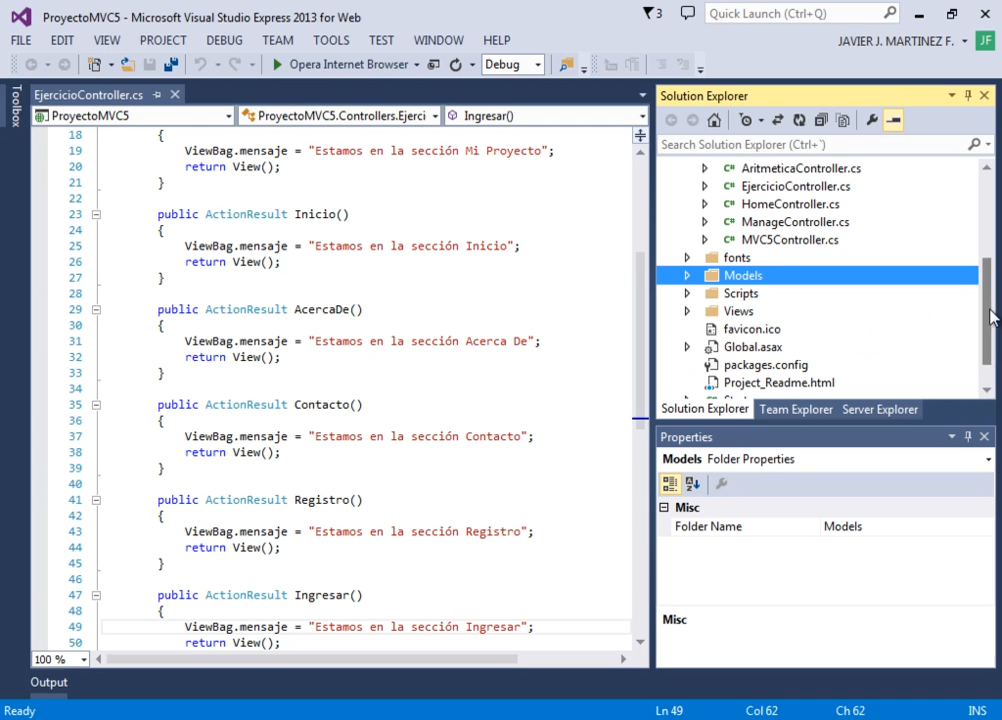 ProyectoMVC5 - Microsoft Visual Studio Express 2013 for Web
3
Quick Launch (Ctrl+Q)
FILE EDIT VIEW PROJECT DEBUG TEAM TOOLS TEST WINDOW HELP
JAVIER J. MARTINEZ F. JF
Opera Internet Browser Debug
Toolbox
EjercicioController.cs
ProyectoMVC5 ProyectoMVC5.Controllers.Ejerci Ingresar()
18 {
19 ViewBag.mensaje = "Estamos en la sección Mi Proyecto";
20 return View();
21 }
22
23 public ActionResult Inicio()
24 {
25 ViewBag.mensaje = "Estamos en la sección Inicio";
26 return View();
27 }
28
29 public ActionResult AcercaDe()
30 {
31 ViewBag.mensaje = "Estamos en la sección Acerca De";
32 return View();
33 }
34
35 public ActionResult Contacto()
36 {
37 ViewBag.mensaje = "Estamos en la sección Contacto";
38 return View();
39 }
40
41 public ActionResult Registro()
42 {
43 ViewBag.mensaje = "Estamos en la sección Registro";
44 return View();
45 }
46
47 public ActionResult Ingresar()
48 {
49 ViewBag.mensaje = "Estamos en la sección Ingresar";
50 return View();
100 %
Solution Explorer
Search Solution Explorer (Ctrl+`)
C# AritmeticaController.cs
C# EjercicioController.cs
C# HomeController.cs
C# ManageController.cs
C# MVC5Controller.cs
fonts
Models
Scripts
Views
favicon.ico
Global.asax
packages.config
Project_Readme.html
Solution Explorer Team Explorer Server Explorer
Properties
Models Folder Properties
Misc
Folder Name Models
Misc
Output
Ready Ln 49 Col 62 Ch 62 INS